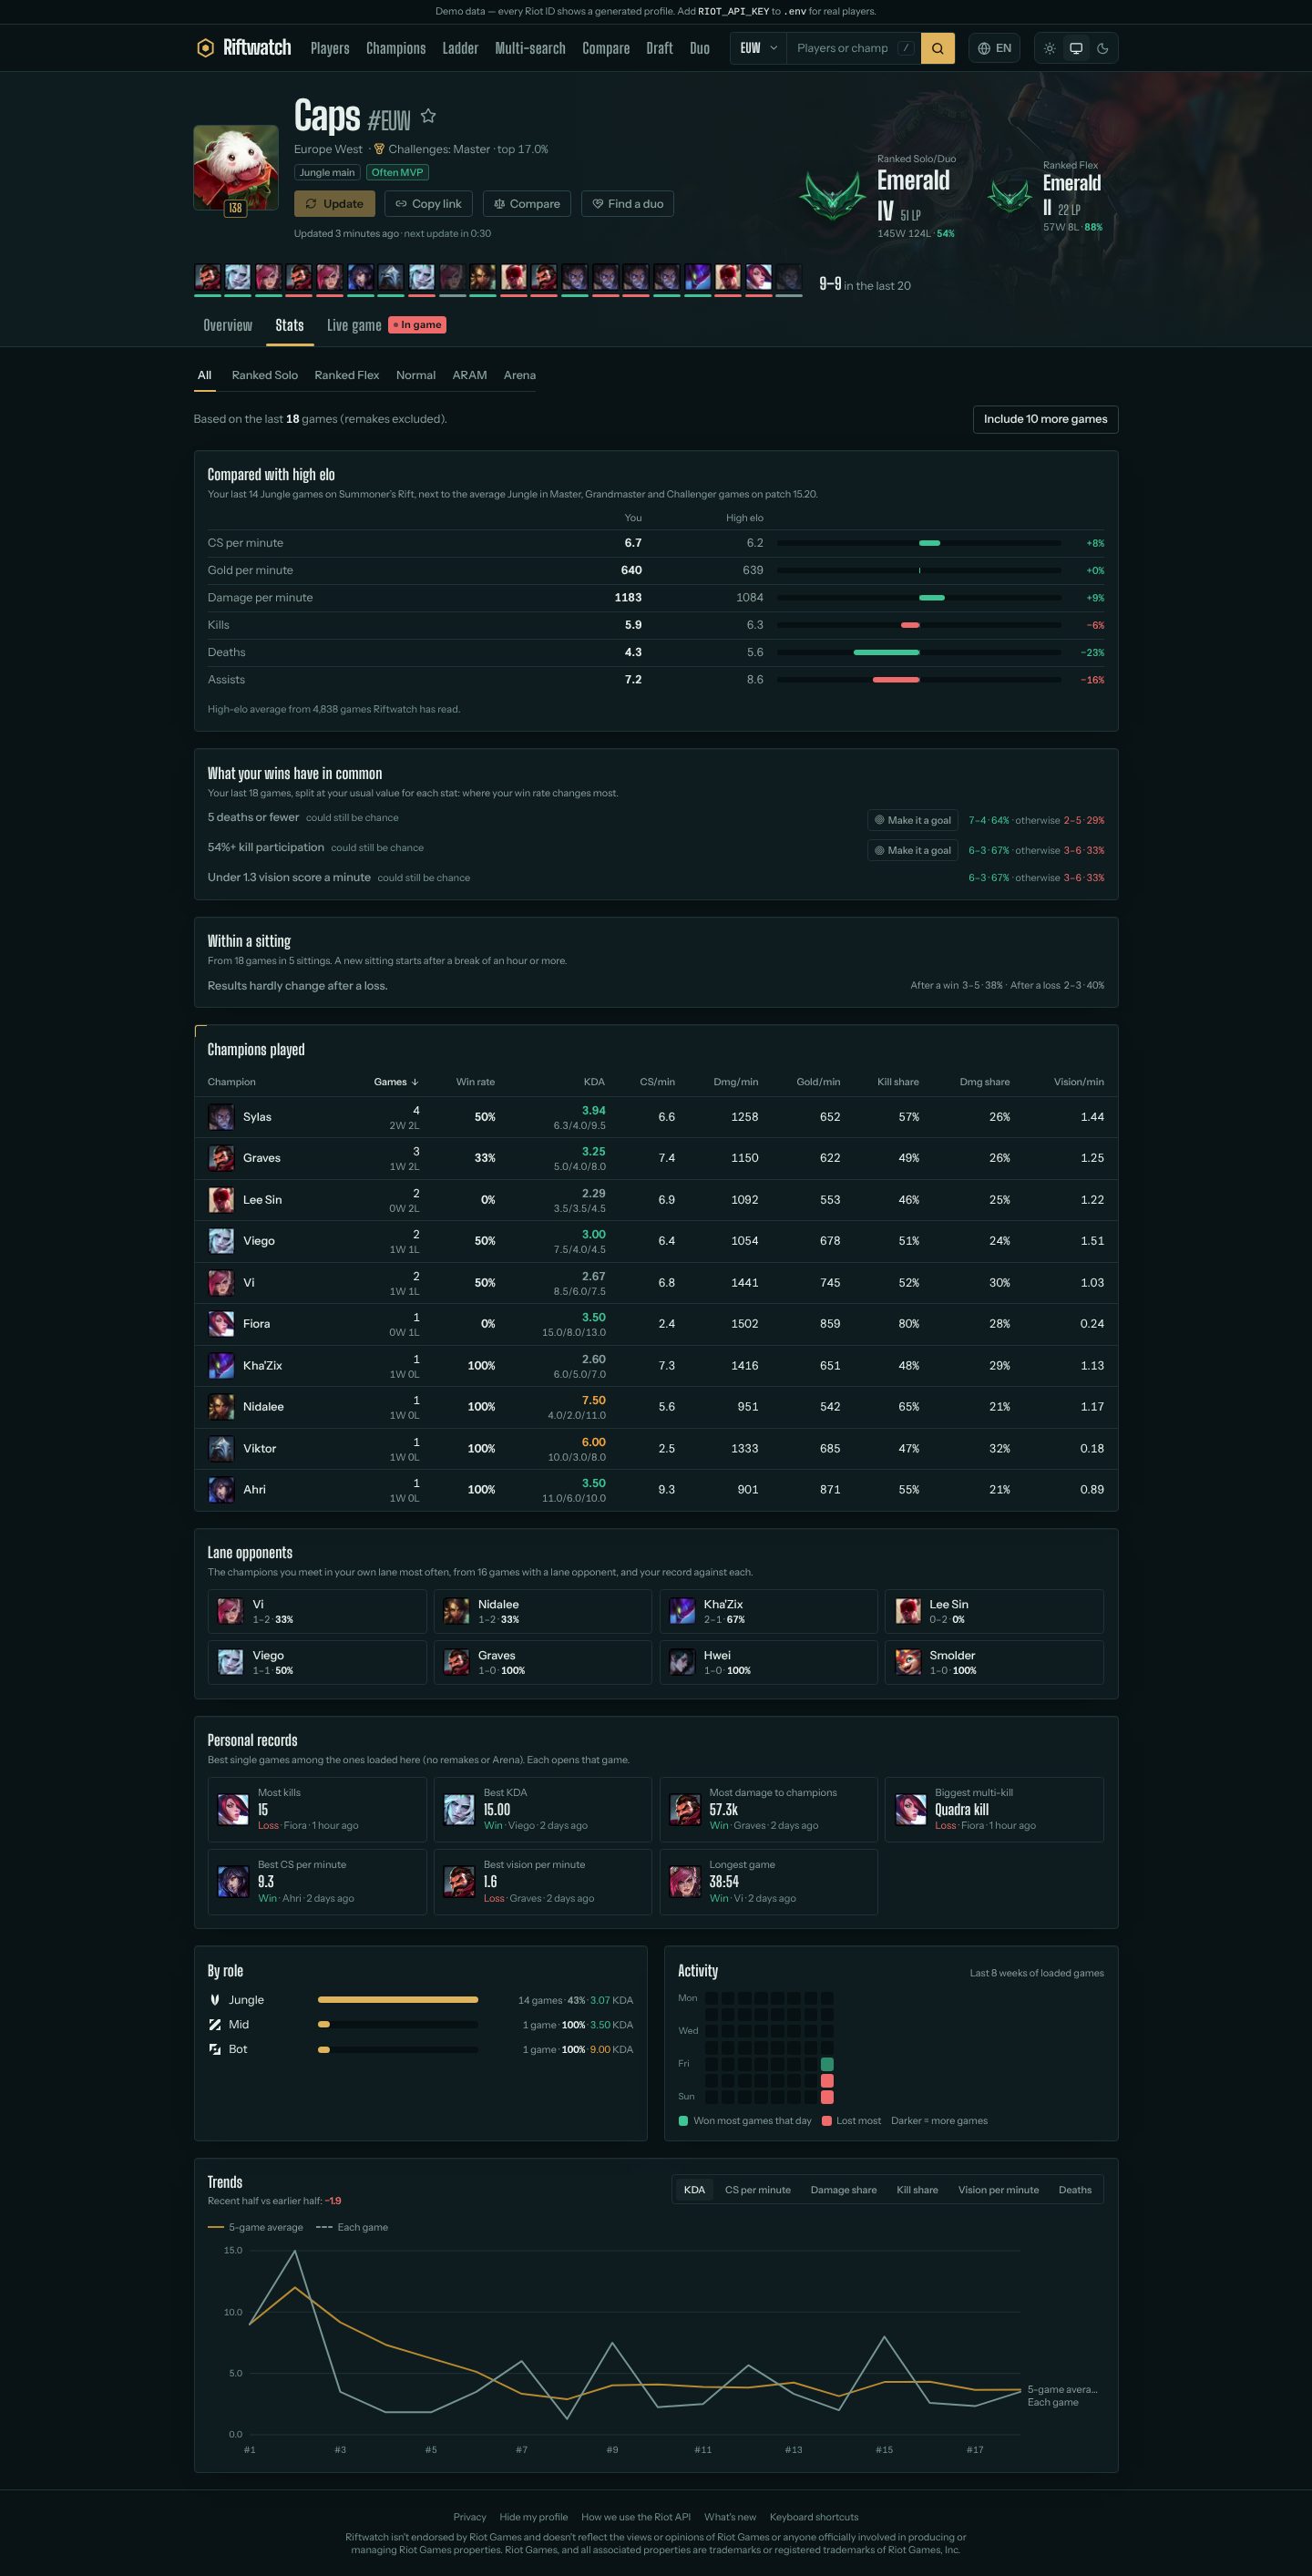 Demo data — every Riot ID shows a generated profile. Add RIOT_API_KEY to .env for real players.
Riftwatch Players Champions Ladder Multi-search Compare Draft Duo EUW Players or champ / EN
Caps #EUW
Europe West · Challenges: Master · top 17.0%
Jungle main Often MVP
138
Update Copy link Compare Find a duo
Updated 3 minutes ago · next update in 0:30
Ranked Solo/Duo
Emerald
IV 51 LP
145W 124L · 54%
Ranked Flex
Emerald
II 22 LP
57W 8L · 88%
9–9 in the last 20
Overview Stats Live game In game
All Ranked Solo Ranked Flex Normal ARAM Arena
Based on the last 18 games (remakes excluded).
Include 10 more games
Compared with high elo
Your last 14 Jungle games on Summoner's Rift, next to the average Jungle in Master, Grandmaster and Challenger games on patch 15.20.
You High elo
CS per minute 6.7 6.2 +8%
Gold per minute 640 639 +0%
Damage per minute 1183 1084 +9%
Kills 5.9 6.3 −6%
Deaths 4.3 5.6 −23%
Assists 7.2 8.6 −16%
High-elo average from 4,838 games Riftwatch has read.
What your wins have in common
Your last 18 games, split at your usual value for each stat: where your win rate changes most.
5 deaths or fewer could still be chance Make it a goal 7–4 · 64% · otherwise 2–5 · 29%
54%+ kill participation could still be chance Make it a goal 6–3 · 67% · otherwise 3–6 · 33%
Under 1.3 vision score a minute could still be chance 6–3 · 67% · otherwise 3–6 · 33%
Within a sitting
From 18 games in 5 sittings. A new sitting starts after a break of an hour or more.
Results hardly change after a loss. After a win 3–5 · 38% · After a loss 2–3 · 40%
Champions played
Champion Games ↓ Win rate KDA CS/min Dmg/min Gold/min Kill share Dmg share Vision/min
Sylas 4 50% 3.94 6.6 1258 652 57% 26% 1.44
2W 2L 6.3/4.0/9.5
Graves 3 33% 3.25 7.4 1150 622 49% 26% 1.25
1W 2L 5.0/4.0/8.0
Lee Sin 2 0% 2.29 6.9 1092 553 46% 25% 1.22
0W 2L 3.5/3.5/4.5
Viego 2 50% 3.00 6.4 1054 678 51% 24% 1.51
1W 1L 7.5/4.0/4.5
Vi 2 50% 2.67 6.8 1441 745 52% 30% 1.03
1W 1L 8.5/6.0/7.5
Fiora 1 0% 3.50 2.4 1502 859 80% 28% 0.24
0W 1L 15.0/8.0/13.0
Kha'Zix 1 100% 2.60 7.3 1416 651 48% 29% 1.13
1W 0L 6.0/5.0/7.0
Nidalee 1 100% 7.50 5.6 951 542 65% 21% 1.17
1W 0L 4.0/2.0/11.0
Viktor 1 100% 6.00 2.5 1333 685 47% 32% 0.18
1W 0L 10.0/3.0/8.0
Ahri 1 100% 3.50 9.3 901 871 55% 21% 0.89
1W 0L 11.0/6.0/10.0
Lane opponents
The champions you meet in your own lane most often, from 16 games with a lane opponent, and your record against each.
Vi Nidalee Kha'Zix Lee Sin
1–2 · 33% 1–2 · 33% 2–1 · 67% 0–2 · 0%
Viego Graves Hwei Smolder
1–1 · 50% 1–0 · 100% 1–0 · 100% 1–0 · 100%
Personal records
Best single games among the ones loaded here (no remakes or Arena). Each opens that game.
Most kills Best KDA Most damage to champions Biggest multi-kill
15 15.00 57.3k Quadra kill
Loss · Fiora · 1 hour ago Win · Viego · 2 days ago Win · Graves · 2 days ago Loss · Fiora · 1 hour ago
Best CS per minute Best vision per minute Longest game
9.3 1.6 38:54
Win · Ahri · 2 days ago Loss · Graves · 2 days ago Win · Vi · 2 days ago
By role
Jungle 14 games · 43% · 3.07 KDA
Mid 1 game · 100% · 3.50 KDA
Bot 1 game · 100% · 9.00 KDA
Activity Last 8 weeks of loaded games
Mon
Wed
Fri
Sun
Won most games that day Lost most Darker = more games
Trends
Recent half vs earlier half: −1.9
KDA CS per minute Damage share Kill share Vision per minute Deaths
5-game average Each game
15.0
10.0
5.0
0.0
5-game avera…
Each game
#1 #3 #5 #7 #9 #11 #13 #15 #17
Privacy Hide my profile How we use the Riot API What's new Keyboard shortcuts
Riftwatch isn't endorsed by Riot Games and doesn't reflect the views or opinions of Riot Games or anyone officially involved in producing or
managing Riot Games properties. Riot Games, and all associated properties are trademarks or registered trademarks of Riot Games, Inc.